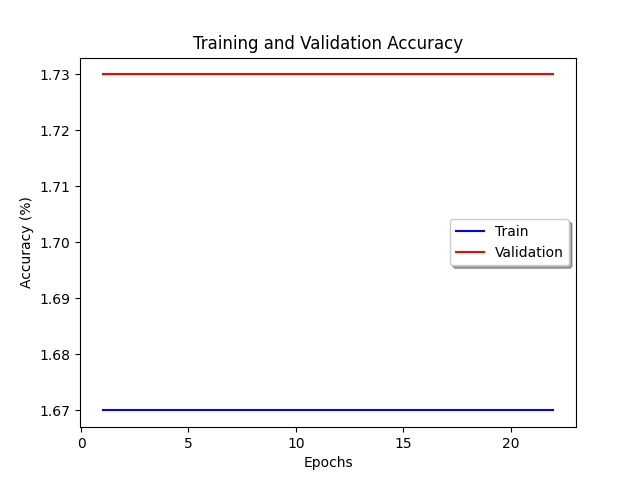 Training and Validation Accuracy
1.73
1.72
1.71
1.70
1.69
1.68
1.67
Accuracy (%)
Train
Validation
0
5
10
15
20
Epochs